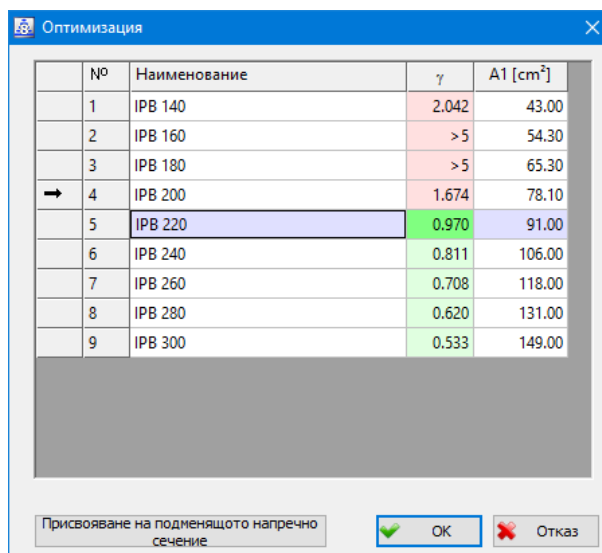 Оптимизация
№ Наименование γ A1 [cm²]
1 IPB 140 2.042 43.00
2 IPB 160 >5 54.30
3 IPB 180 >5 65.30
4 IPB 200 1.674 78.10
5 IPB 220 0.970 91.00
6 IPB 240 0.811 106.00
7 IPB 260 0.708 118.00
8 IPB 280 0.620 131.00
9 IPB 300 0.533 149.00
Присвояване на подменящото напречно
сечение
OK
Отказ